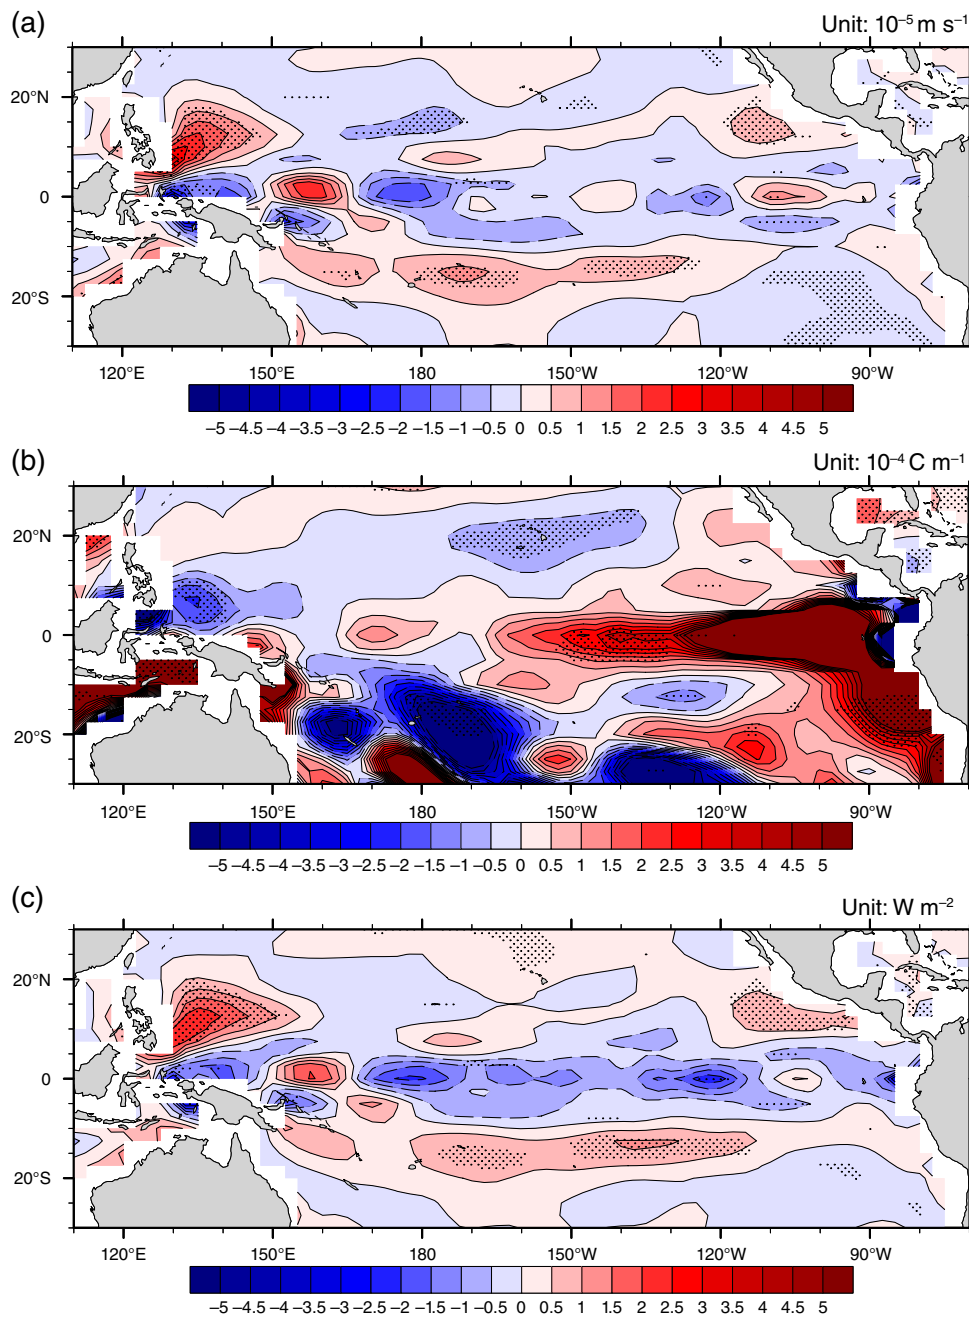 (a)
Unit: 10⁻⁵ m s⁻¹
20°N
0
20°S
120°E 150°E 180 150°W 120°W 90°W
−5 −4.5 −4 −3.5 −3 −2.5 −2 −1.5 −1 −0.5 0 0.5 1 1.5 2 2.5 3 3.5 4 4.5 5
(b)
Unit: 10⁻⁴ C m⁻¹
20°N
0
20°S
120°E 150°E 180 150°W 120°W 90°W
−5 −4.5 −4 −3.5 −3 −2.5 −2 −1.5 −1 −0.5 0 0.5 1 1.5 2 2.5 3 3.5 4 4.5 5
(c)
Unit: W m⁻²
20°N
0
20°S
120°E 150°E 180 150°W 120°W 90°W
−5 −4.5 −4 −3.5 −3 −2.5 −2 −1.5 −1 −0.5 0 0.5 1 1.5 2 2.5 3 3.5 4 4.5 5